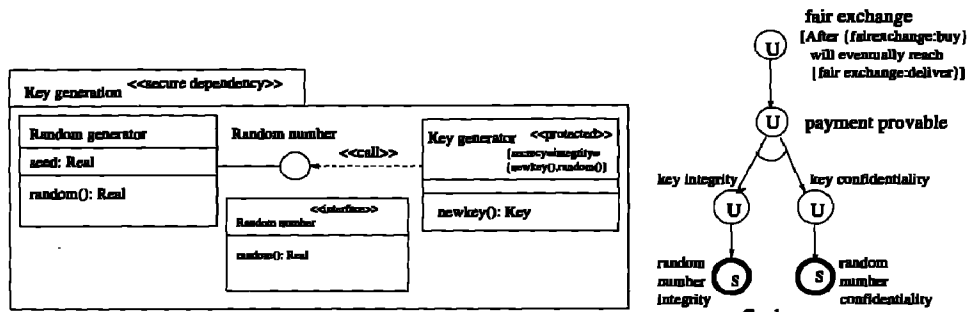 Key generation <<secure dependency>>
Random generator
seed: Real
random(): Real
Random number
<<call>>
Key generator <<protected>>
{secrecy=integrity=
{newkey(),random()}
newkey(): Key
<<interface>>
Random number
random(): Real
fair exchange
U
[After {fairexchange:buy}
will eventually reach
{fair exchange:deliver}]
U
payment provable
key integrity
key confidentiality
U
U
random
number
integrity
S
S
random
number
confidentiality